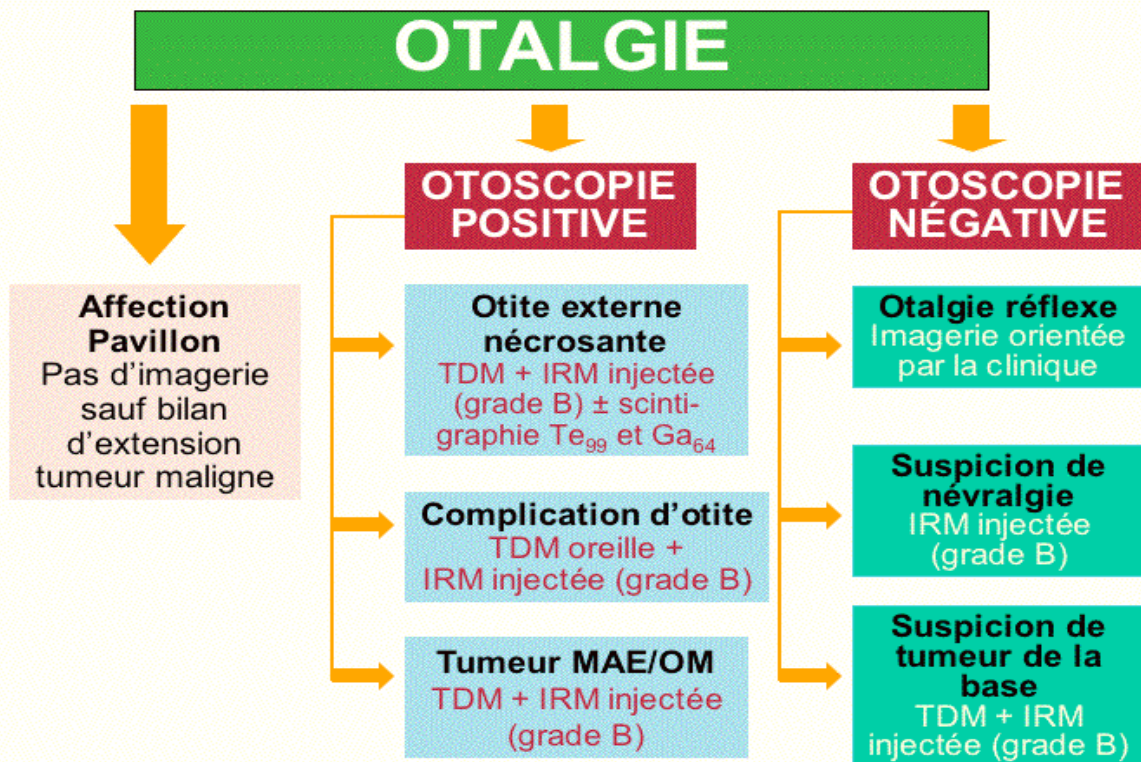 OTALGIE
Affection
Pavillon
Pas d'imagerie
sauf bilan
d'extension
tumeur maligne
OTOSCOPIE
POSITIVE
Otite externe
nécrosante
TDM + IRM injectée
(grade B) ± scinti-
graphie Te99 et Ga64
Complication d'otite
TDM oreille +
IRM injectée (grade B)
Tumeur MAE/OM
TDM + IRM injectée
(grade B)
OTOSCOPIE
NÉGATIVE
Otalgie réflexe
Imagerie orientée
par la clinique
Suspicion de
névralgie
IRM injectée
(grade B)
Suspicion de
tumeur de la
base
TDM + IRM
injectée (grade B)